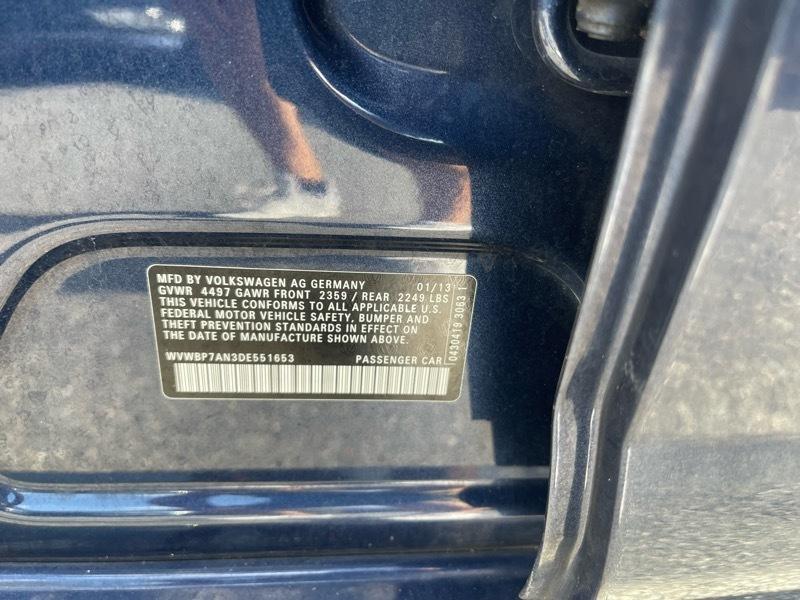 MFD BY VOLKSWAGEN AG GERMANY 01/13
GVWR 4497 GAWR FRONT 2359 / REAR 2249 LBS
THIS VEHICLE CONFORMS TO ALL APPLICABLE U.S.
FEDERAL MOTOR VEHICLE SAFETY, BUMPER AND
THEFT PREVENTION STANDARDS IN EFFECT ON
THE DATE OF MANUFACTURE SHOWN ABOVE.
WVWBP7AN3DE551653 PASSENGER CAR
0430419 3063